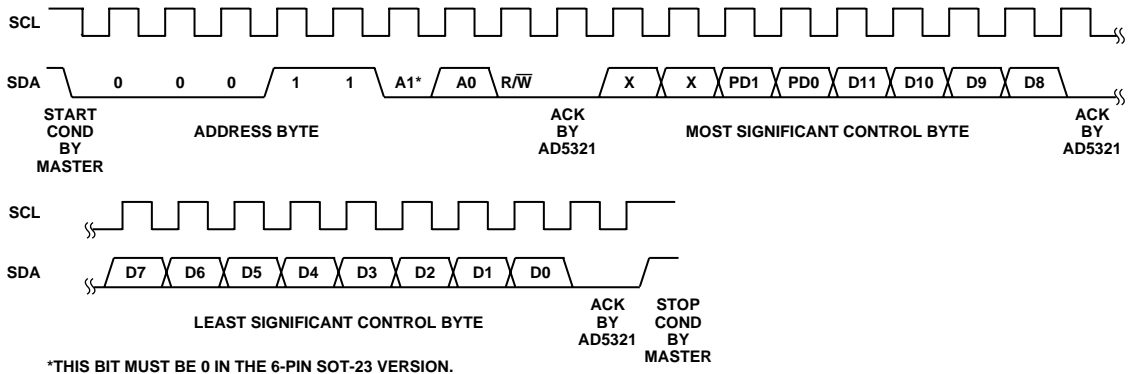 SCL
SDA 0 0 0 1 1 A1* A0 R/W̅ X X PD1 PD0 D11 D10 D9 D8
START
COND
BY
MASTER
ADDRESS BYTE
ACK
BY
AD5321
MOST SIGNIFICANT CONTROL BYTE
ACK
BY
AD5321
SCL
SDA D7 D6 D5 D4 D3 D2 D1 D0
LEAST SIGNIFICANT CONTROL BYTE
ACK
BY
AD5321
STOP
COND
BY
MASTER
*THIS BIT MUST BE 0 IN THE 6-PIN SOT-23 VERSION.